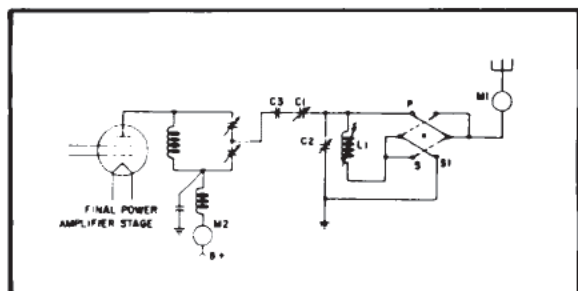 M1
C3 C1
P
C2
L1
S
S1
FINAL POWER
AMPLIFIER STAGE
M2
B+